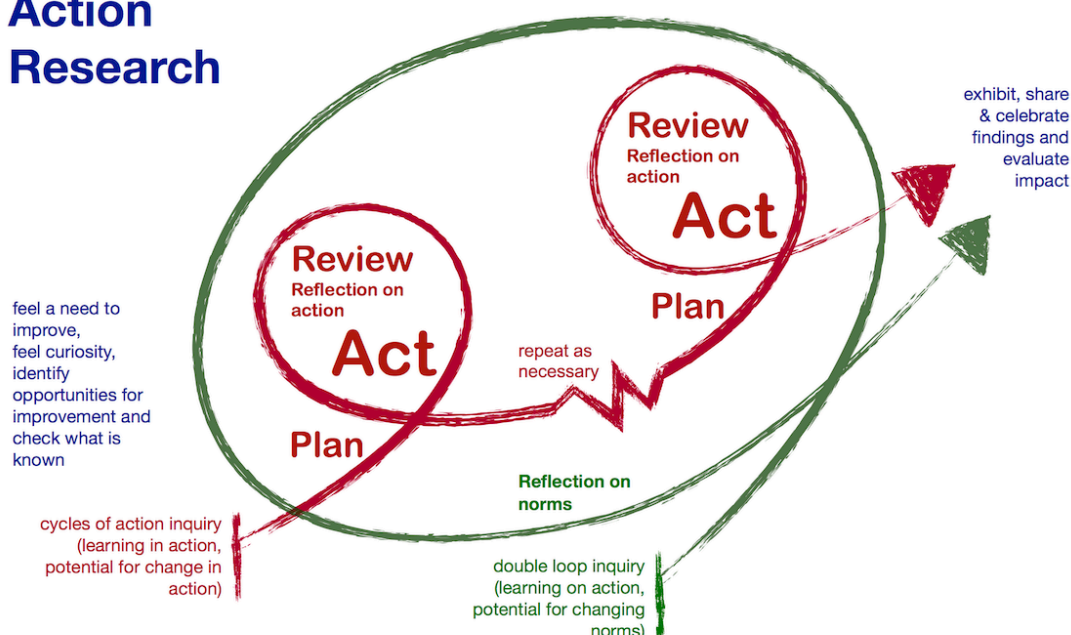 Action
Research
exhibit, share
& celebrate
findings and
evaluate
impact
Review
Reflection on
action
Act
Plan
Review
Reflection on
action
Act
Plan
repeat as
necessary
feel a need to
improve,
feel curiosity,
identify
opportunities for
improvement and
check what is
known
Reflection on
norms
cycles of action inquiry
(learning in action,
potential for change in
action)
double loop inquiry
(learning on action,
potential for changing
norms)